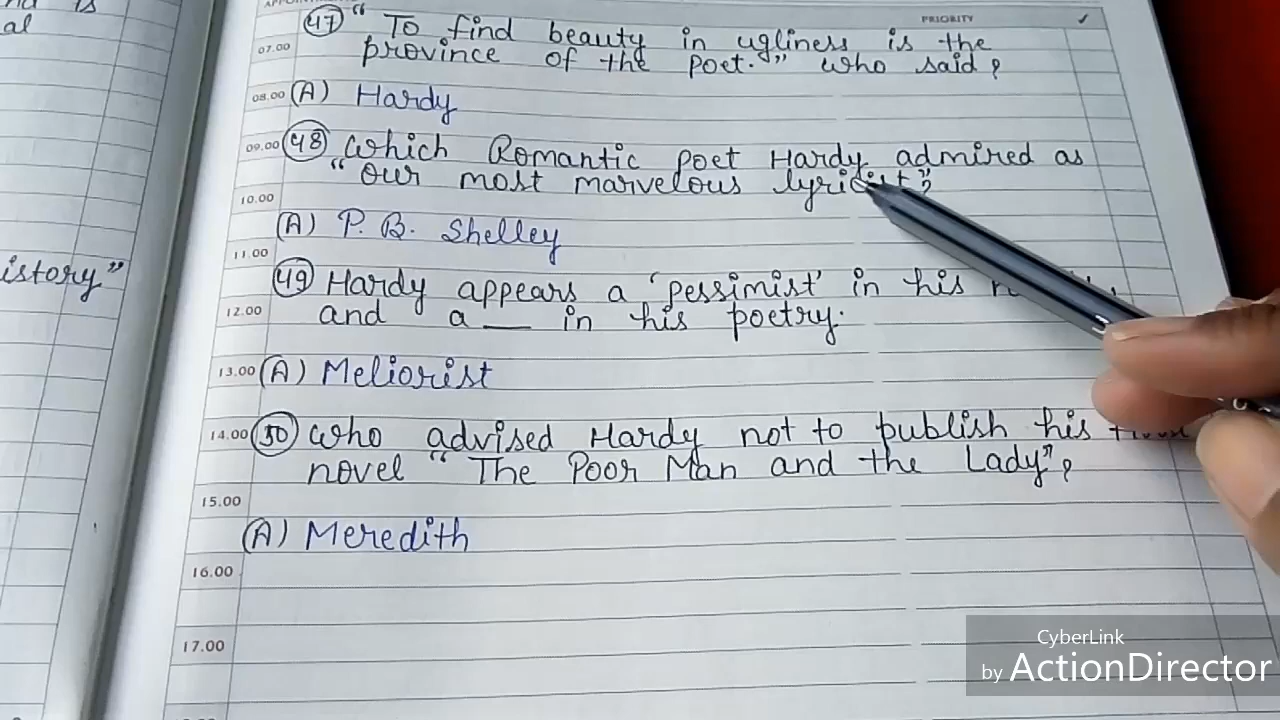 al
istory"
PRIORITY ✓
07.00
08.00
09.00
10.00
11.00
12.00
13.00
14.00
15.00
16.00
17.00
47 " To find beauty in ugliness is the
province of the poet." who said?
(A) Hardy
48 which Romantic poet Hardy admired as
"our most marvelous lyricist"?
(A) P. B. Shelley
49 Hardy appears a 'pessimist' in his
and a __ in his poetry.
(A) Meliorist
50 who advised Hardy not to publish his
novel "The Poor Man and the Lady"?
(A) Meredith
CyberLink
by ActionDirector